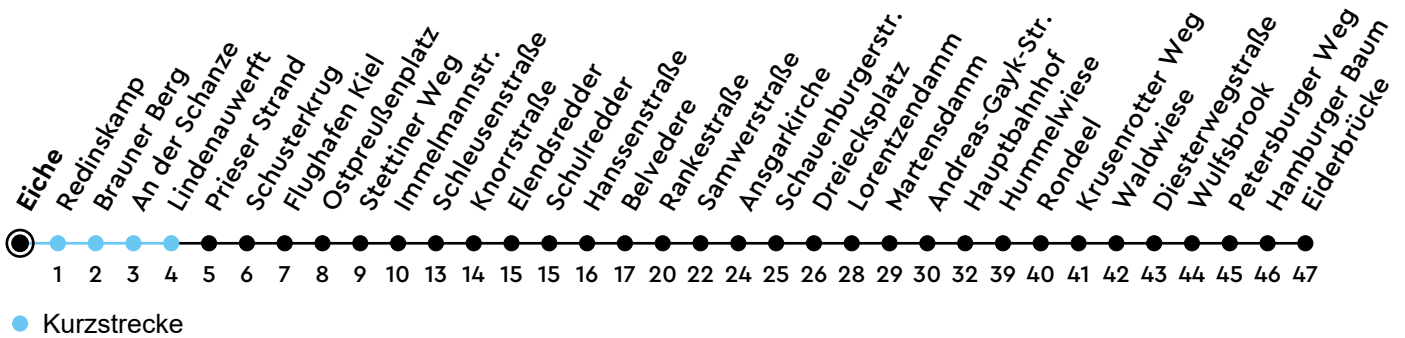 Eiche
Redinskamp
Brauner Berg
An der Schanze
Lindenauwerft
Prieser Strand
Schusterkrug
Flughafen Kiel
Ostpreußenplatz
Stettiner Weg
Immelmannstr.
Schleusenstraße
Knorrstraße
Elendsredder
Schulredder
Hanssenstraße
Belvedere
Rankestraße
Samwerstraße
Ansgarkirche
Schauenburgerstr.
Dreiecksplatz
Lorentzendamm
Martensdamm
Andreas-Gayk-Str.
Hauptbahnhof
Hummelwiese
Rondeel
Krusenrotter Weg
Waldwiese
Diesterwegstraße
Wulfsbrook
Petersburger Weg
Hamburger Baum
Eiderbrücke
1 2 3 4 5 6 7 8 9 10 13 14 15 15 16 17 20 22 24 25 26 28 29 30 32 39 40 41 42 43 44 45 46 47
Kurzstrecke